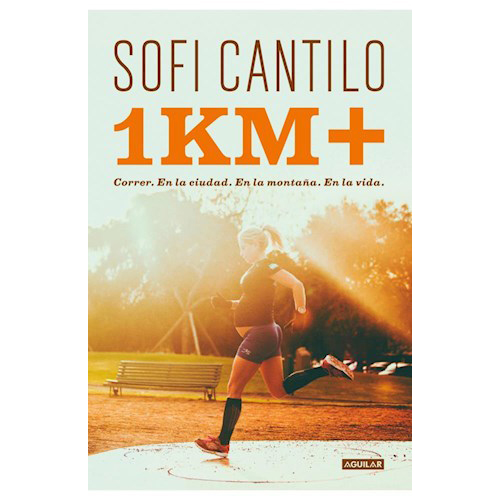 SOFI CANTILO
1KM+
Correr. En la ciudad. En la montaña. En la vida.
AGUILAR